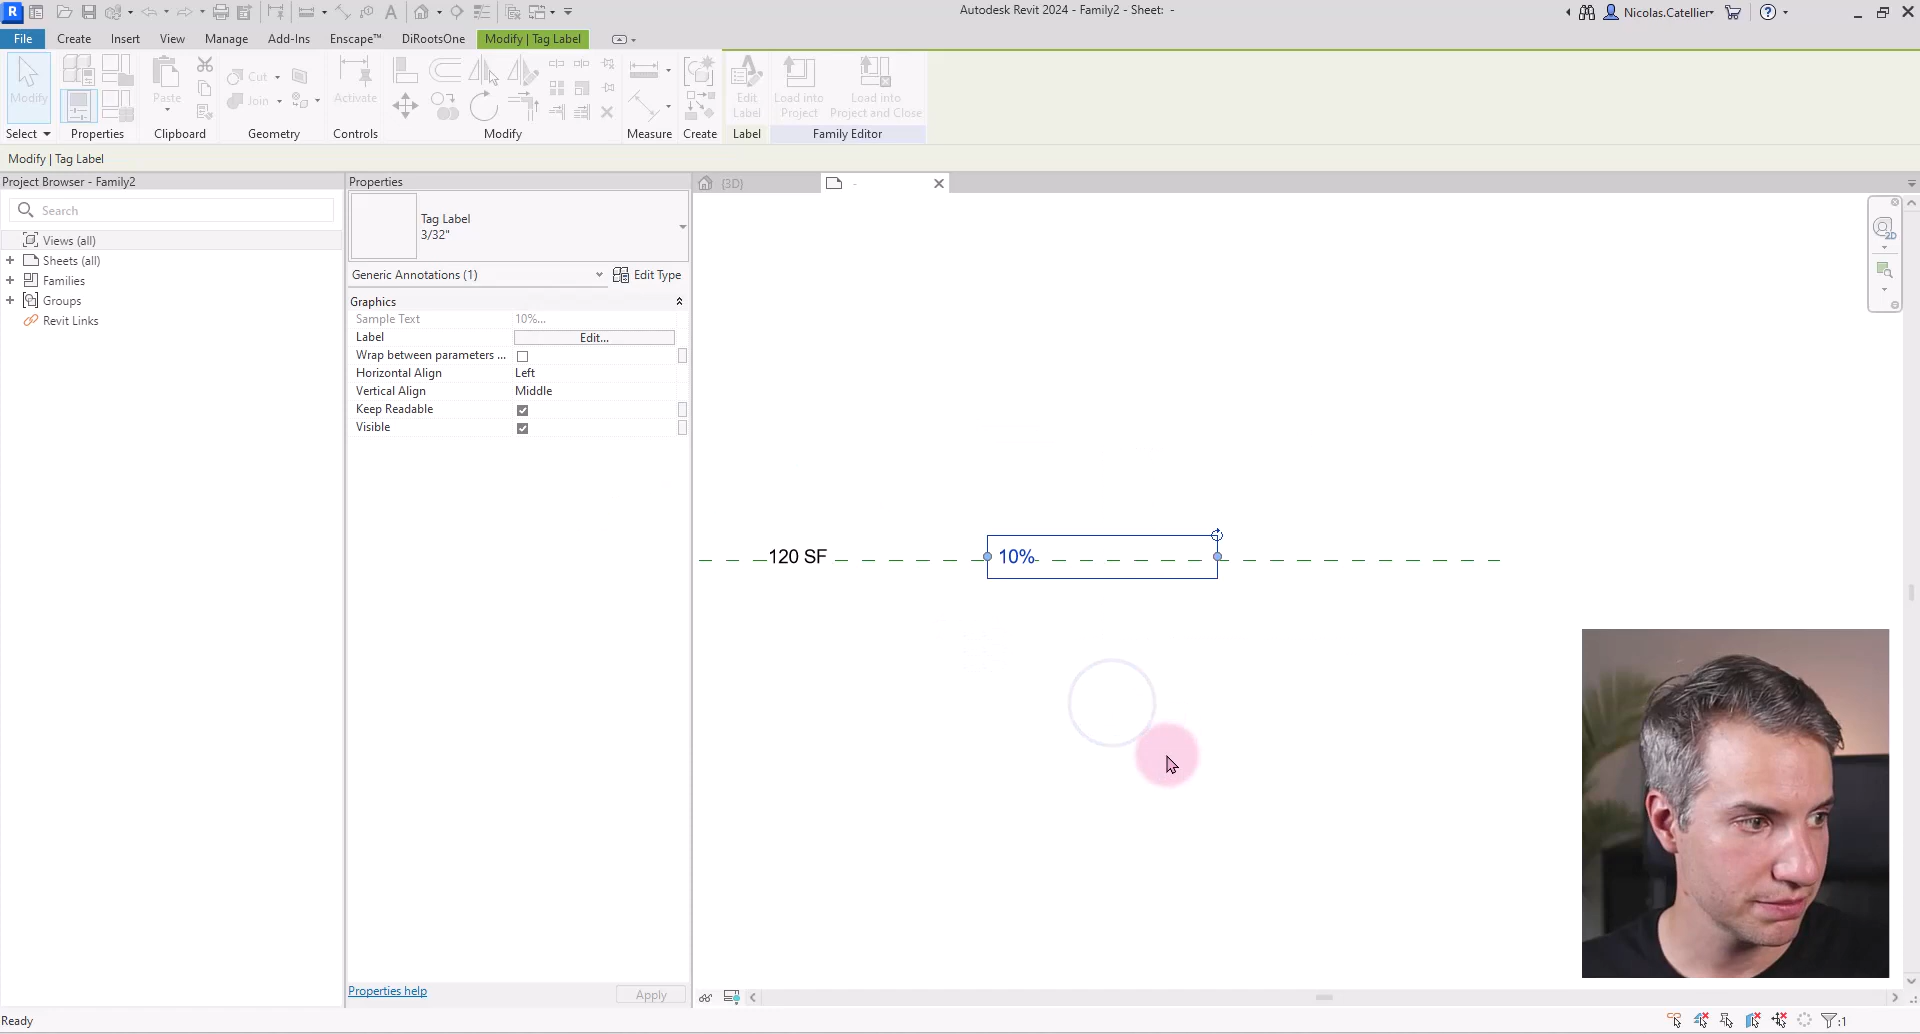 Autodesk Revit 2024 - Family2 - Sheet: -
Nicolas.Catellier
File Create Insert View Manage Add-Ins Enscape™ DiRootsOne Modify | Tag Label
Modify Paste Cut Join Activate Edit Label Load into Project Load into Project and Close
Select Properties Clipboard Geometry Controls Modify Measure Create Label Family Editor
Modify | Tag Label
Project Browser - Family2
Search
Views (all)
Sheets (all)
Families
Groups
Revit Links
Properties
Tag Label
3/32"
Generic Annotations (1) Edit Type
Graphics
Sample Text 10%...
Label Edit...
Wrap between parameters ...
Horizontal Align Left
Vertical Align Middle
Keep Readable
Visible
Properties help Apply
{3D} -
120 SF 10%
2D
Ready
:1